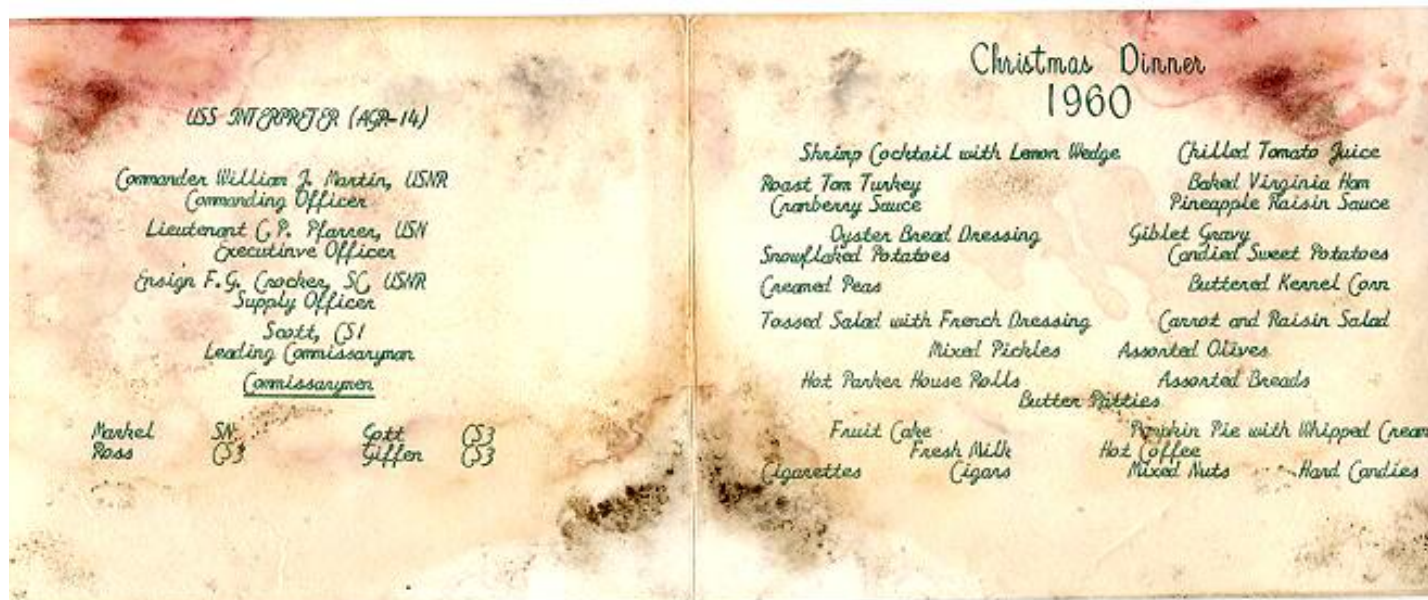 USS INTERPRETER (AGR-14)
Commander William J. Martin, USNR
Commanding Officer
Lieutenant C.P. Pfarrer, USN
Executinve Officer
Ensign F.G. Crocker, SC, USNR
Supply Officer
Scott, CS1
Leading Commissaryman
Commissarymen
Markel SN Gott CS3
Ross CS3 Giffen CS3
Christmas Dinner
1960
Shrimp Cocktail with Lemon Wedge Chilled Tomato Juice
Roast Tom Turkey Baked Virginia Ham
Cranberry Sauce Pineapple Raisin Sauce
Oyster Bread Dressing Giblet Gravy
Snowflaked Potatoes Candied Sweet Potatoes
Creamed Peas Buttered Kernel Corn
Tossed Salad with French Dressing Carrot and Raisin Salad
Mixed Pickles Assorted Olives
Hot Parker House Rolls Assorted Breads
Butter Patties
Fruit Cake Pumpkin Pie with Whipped Cream
Fresh Milk Hot Coffee
Cigarettes Cigars Mixed Nuts Hard Candies